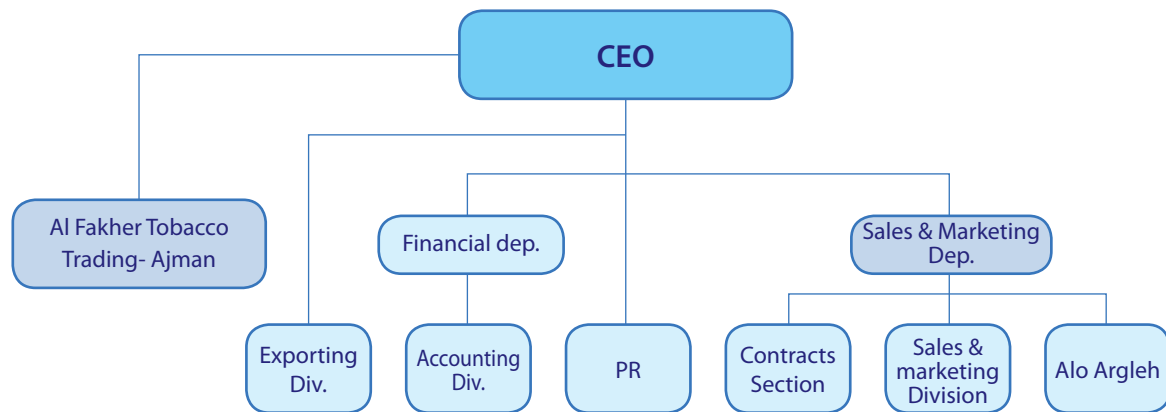 CEO
Al Fakher Tobacco
Trading- Ajman
Financial dep.
Sales & Marketing
Dep.
Exporting
Div.
Accounting
Div.
PR
Contracts
Section
Sales &
marketing
Division
Alo Argleh